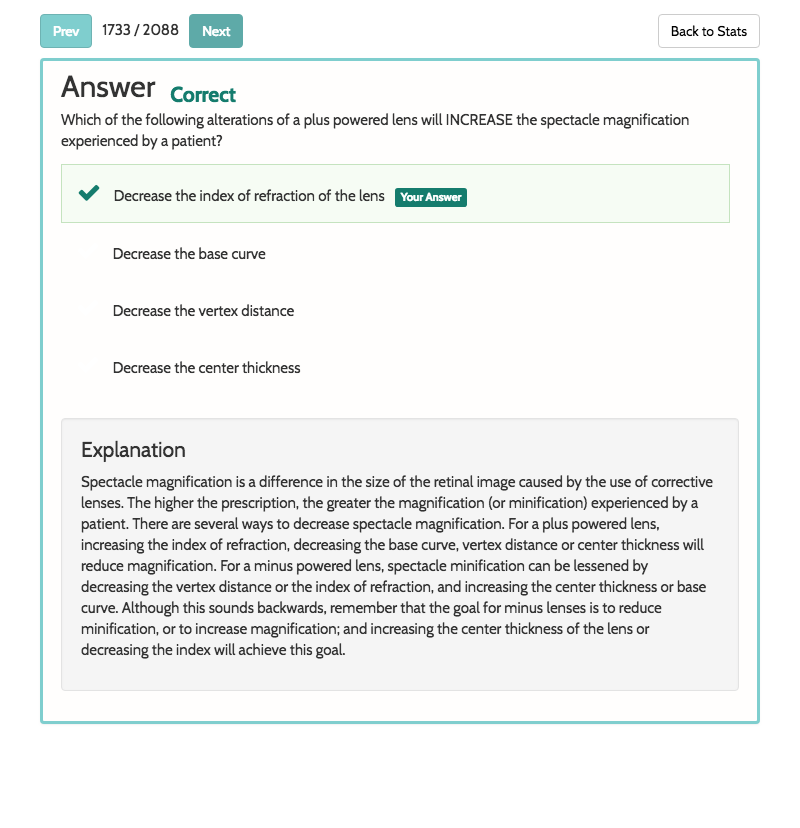 Prev 1733 / 2088 Next Back to Stats
Answer Correct
Which of the following alterations of a plus powered lens will INCREASE the spectacle magnification
experienced by a patient?
Decrease the index of refraction of the lens Your Answer
Decrease the base curve
Decrease the vertex distance
Decrease the center thickness
Explanation
Spectacle magnification is a difference in the size of the retinal image caused by the use of corrective
lenses. The higher the prescription, the greater the magnification (or minification) experienced by a
patient. There are several ways to decrease spectacle magnification. For a plus powered lens,
increasing the index of refraction, decreasing the base curve, vertex distance or center thickness will
reduce magnification. For a minus powered lens, spectacle minification can be lessened by
decreasing the vertex distance or the index of refraction, and increasing the center thickness or base
curve. Although this sounds backwards, remember that the goal for minus lenses is to reduce
minification, or to increase magnification; and increasing the center thickness of the lens or
decreasing the index will achieve this goal.